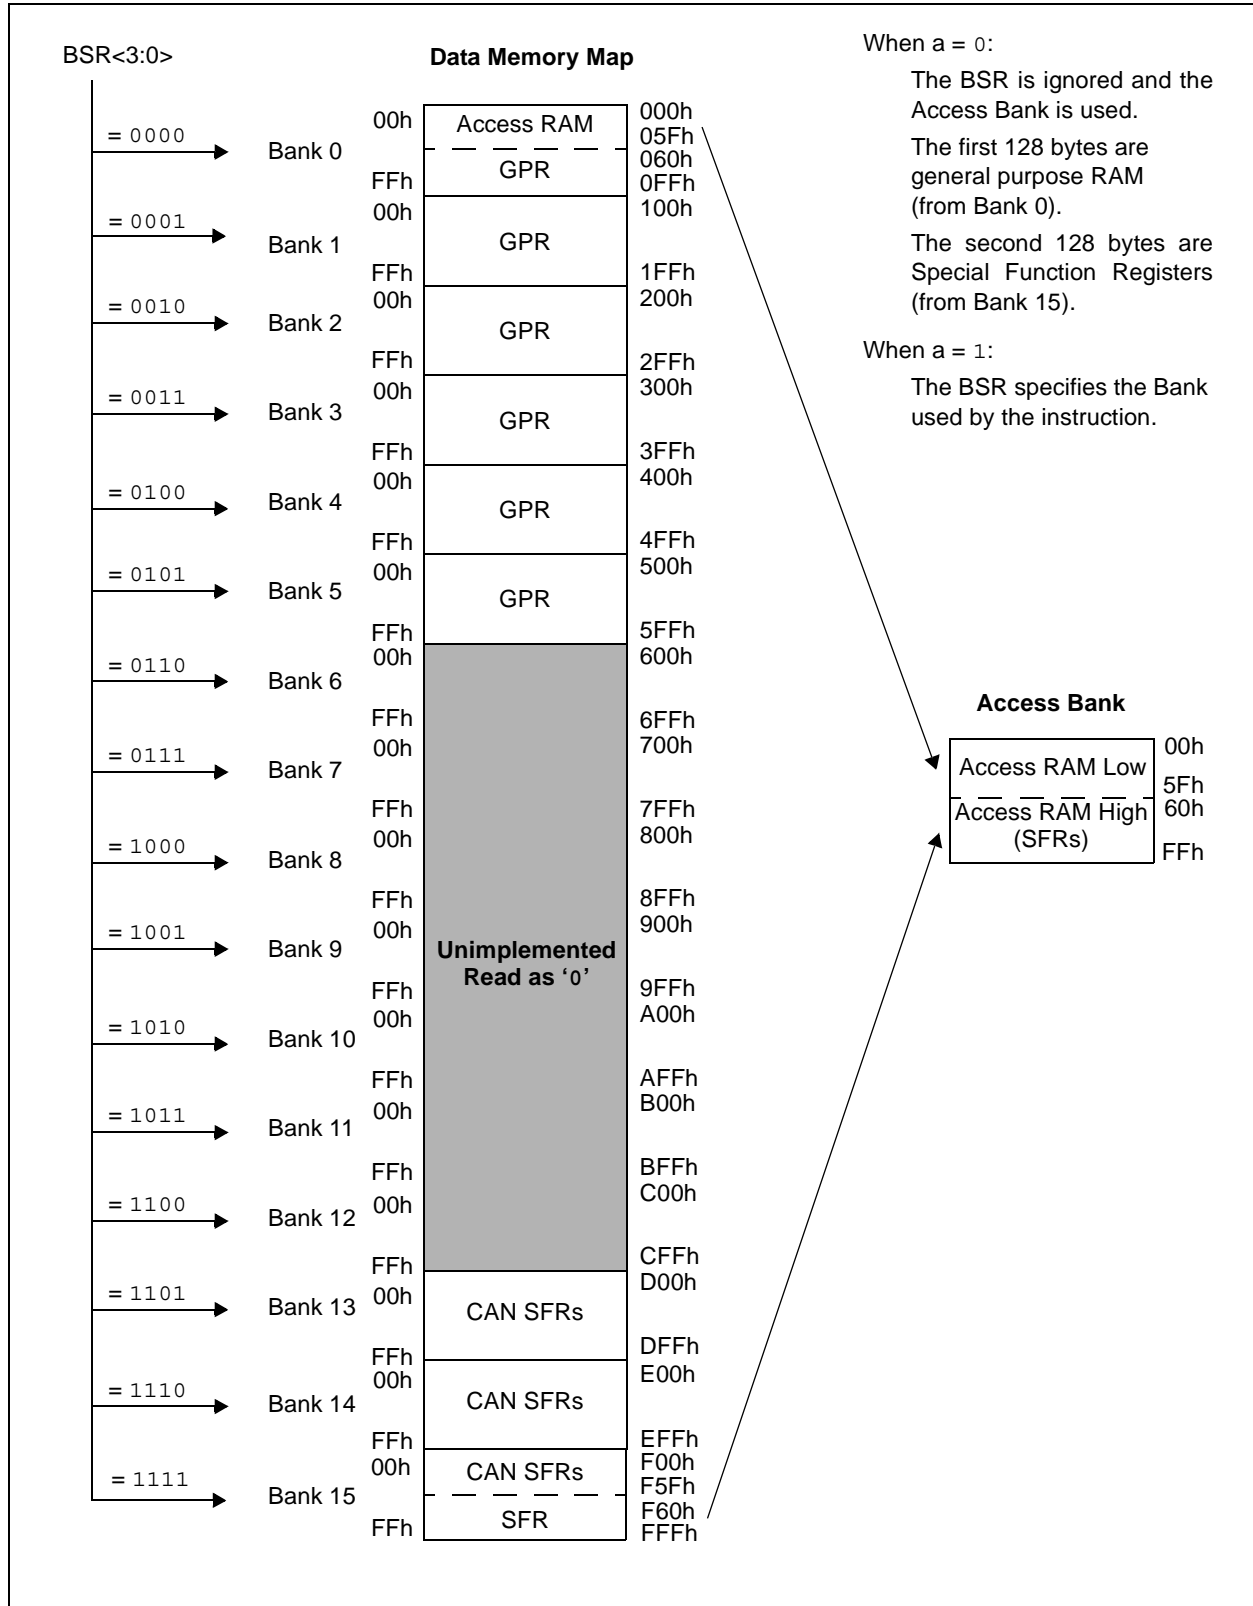 BSR<3:0>
Data Memory Map
When a = 0:
The BSR is ignored and the
Access Bank is used.
The first 128 bytes are
general purpose RAM
(from Bank 0).
The second 128 bytes are
Special Function Registers
(from Bank 15).
When a = 1:
The BSR specifies the Bank
used by the instruction.
= 0000
Bank 0
00h
FFh
Access RAM
GPR
000h
05Fh
060h
0FFh
= 0001
Bank 1
00h
FFh
GPR
100h
1FFh
= 0010
Bank 2
00h
FFh
GPR
200h
2FFh
= 0011
Bank 3
00h
FFh
GPR
300h
3FFh
= 0100
Bank 4
00h
FFh
GPR
400h
4FFh
= 0101
Bank 5
00h
FFh
GPR
500h
5FFh
= 0110
Bank 6
00h
FFh
600h
6FFh
= 0111
Bank 7
00h
FFh
700h
7FFh
= 1000
Bank 8
00h
FFh
800h
8FFh
= 1001
Bank 9
00h
FFh
Unimplemented
Read as ‘0’
900h
9FFh
= 1010
Bank 10
00h
FFh
A00h
AFFh
= 1011
Bank 11
00h
FFh
B00h
BFFh
= 1100
Bank 12
00h
FFh
C00h
CFFh
= 1101
Bank 13
00h
FFh
CAN SFRs
D00h
DFFh
= 1110
Bank 14
00h
FFh
CAN SFRs
E00h
EFFh
= 1111
Bank 15
00h
FFh
CAN SFRs
SFR
F00h
F5Fh
F60h
FFFh
Access Bank
Access RAM Low
Access RAM High
(SFRs)
00h
5Fh
60h
FFh